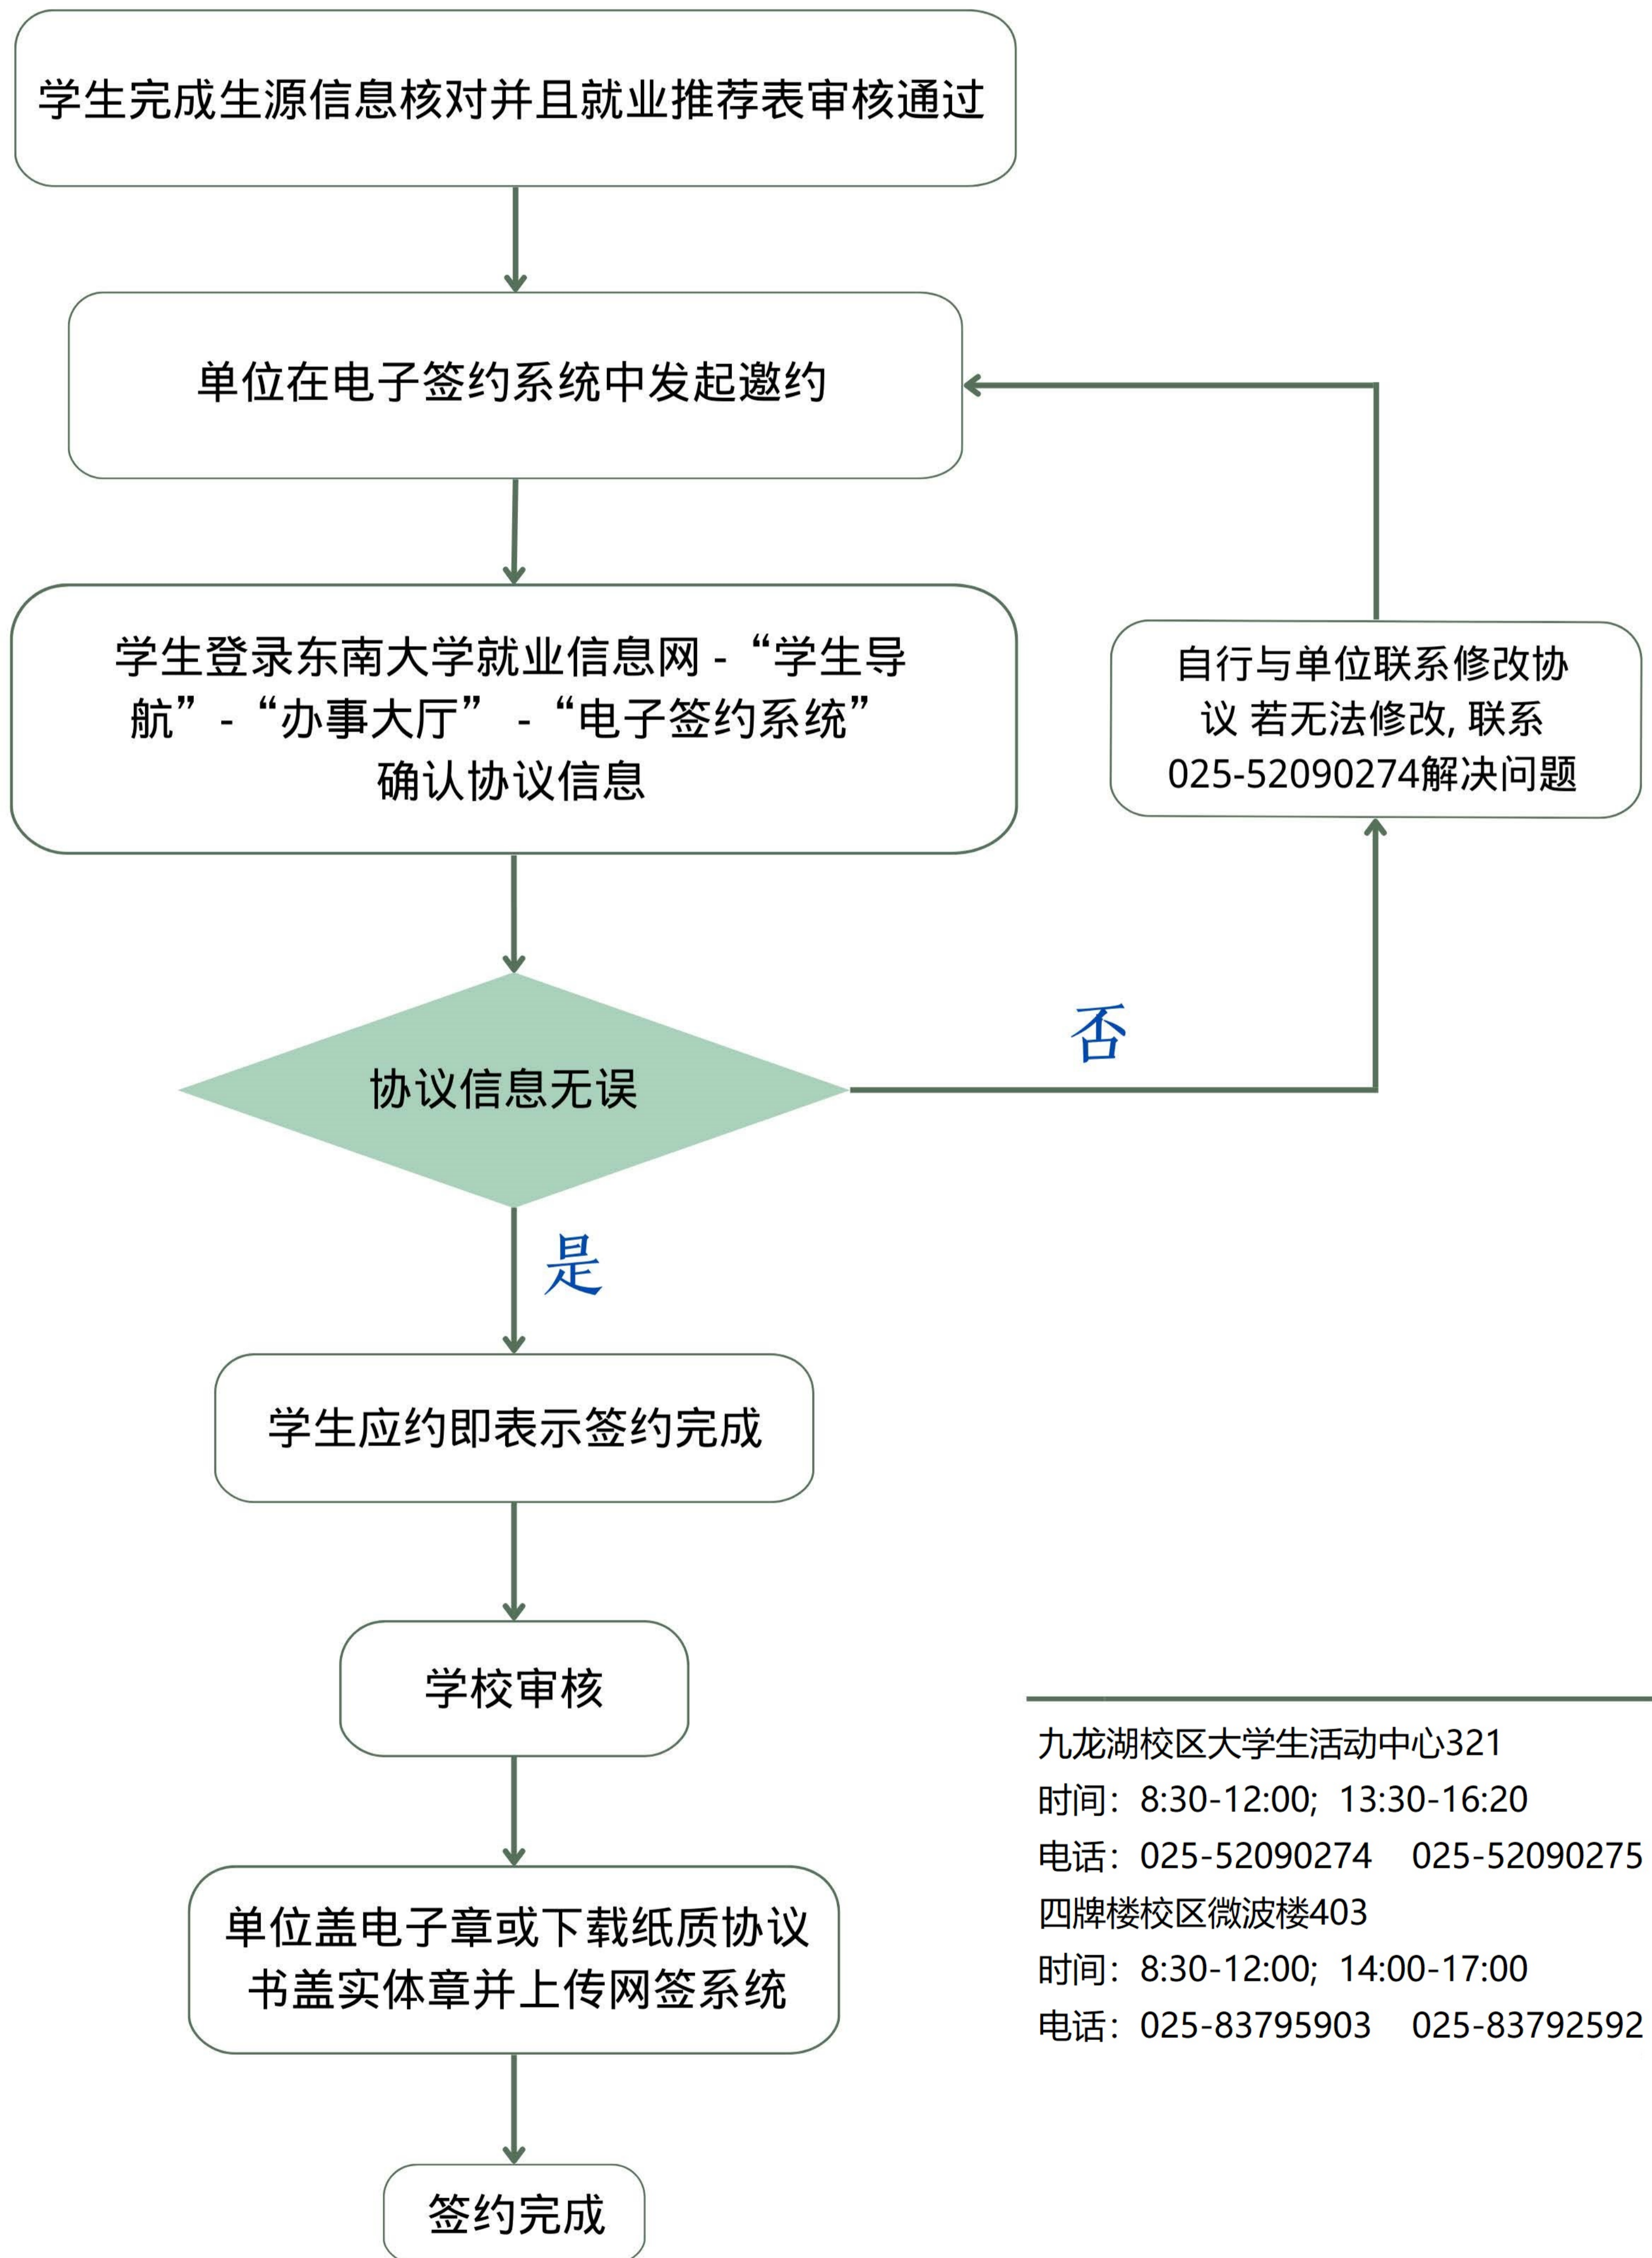 学生完成生源信息核对并且就业推荐表审核通过
单位在电子签约系统中发起邀约
学生登录东南大学就业信息网 - “学生导
航” - “办事大厅” - “电子签约系统”
确认协议信息
自行与单位联系修改协
议 若无法修改, 联系
025-52090274解决问题
协议信息无误
否
是
学生应约即表示签约完成
学校审核
单位盖电子章或下载纸质协议
书盖实体章并上传网签系统
签约完成
九龙湖校区大学生活动中心321
时间：8:30-12:00；13:30-16:20
电话：025-52090274 025-52090275
四牌楼校区微波楼403
时间：8:30-12:00；14:00-17:00
电话：025-83795903 025-83792592